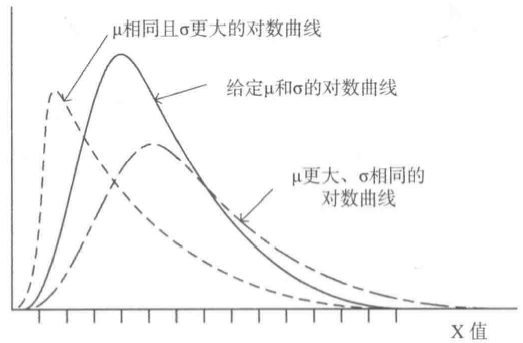 μ相同且σ更大的对数曲线
给定μ和σ的对数曲线
μ更大、σ相同的
对数曲线
X 值